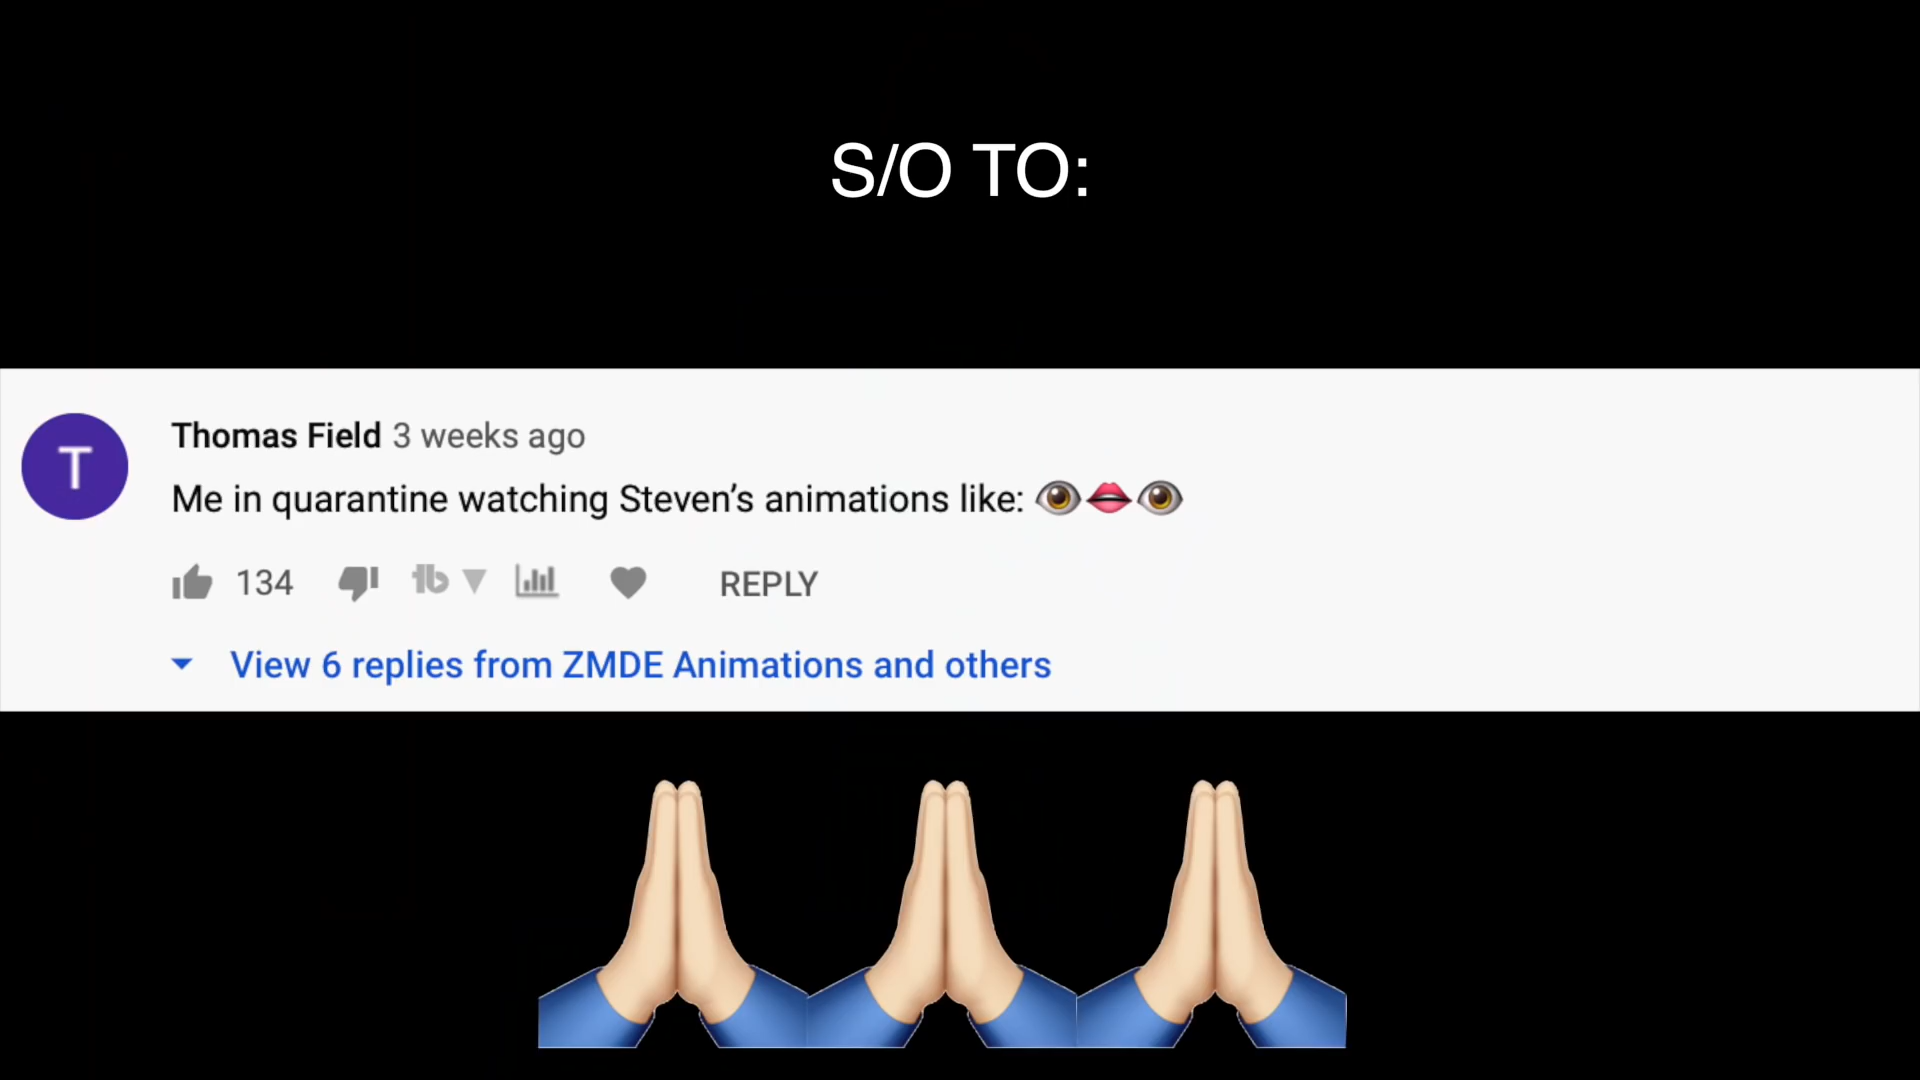 S/O TO:
T
Thomas Field 3 weeks ago
Me in quarantine watching Steven's animations like: 👁👄👁
134 tb REPLY
View 6 replies from ZMDE Animations and others